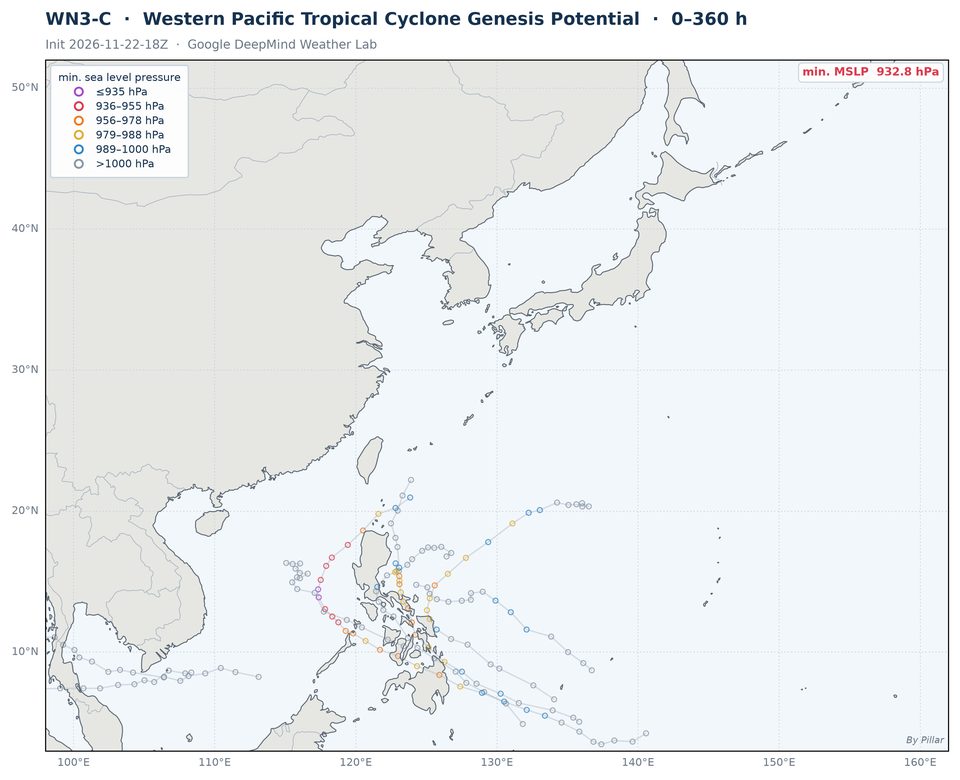 WN3-C · Western Pacific Tropical Cyclone Genesis Potential · 0–360 h
Init 2026-11-22-18Z · Google DeepMind Weather Lab
min. sea level pressure
≤935 hPa
936–955 hPa
956–978 hPa
979–988 hPa
989–1000 hPa
>1000 hPa
min. MSLP 932.8 hPa
50°N
40°N
30°N
20°N
10°N
By Pillar
100°E 110°E 120°E 130°E 140°E 150°E 160°E